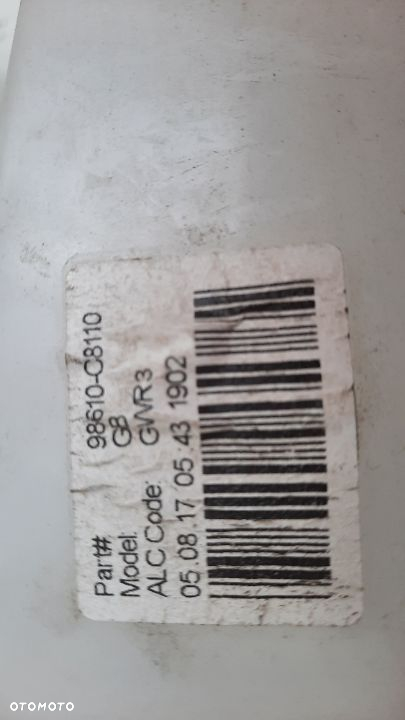 Part# 98610-C8110
Model: GB
ALC Code: GWR3
05.08.17 05:43 1902
OTOMOTO